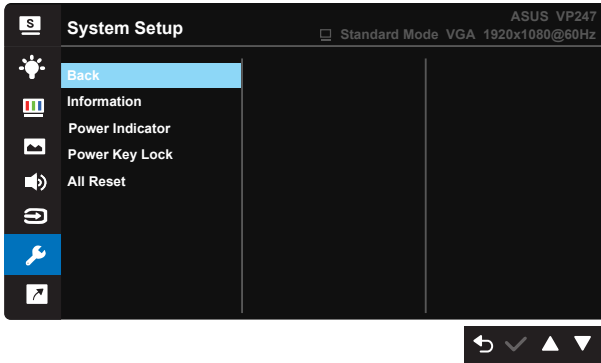 S
System Setup
ASUS VP247
Standard Mode VGA 1920x1080@60Hz
Back
Information
Power Indicator
Power Key Lock
All Reset